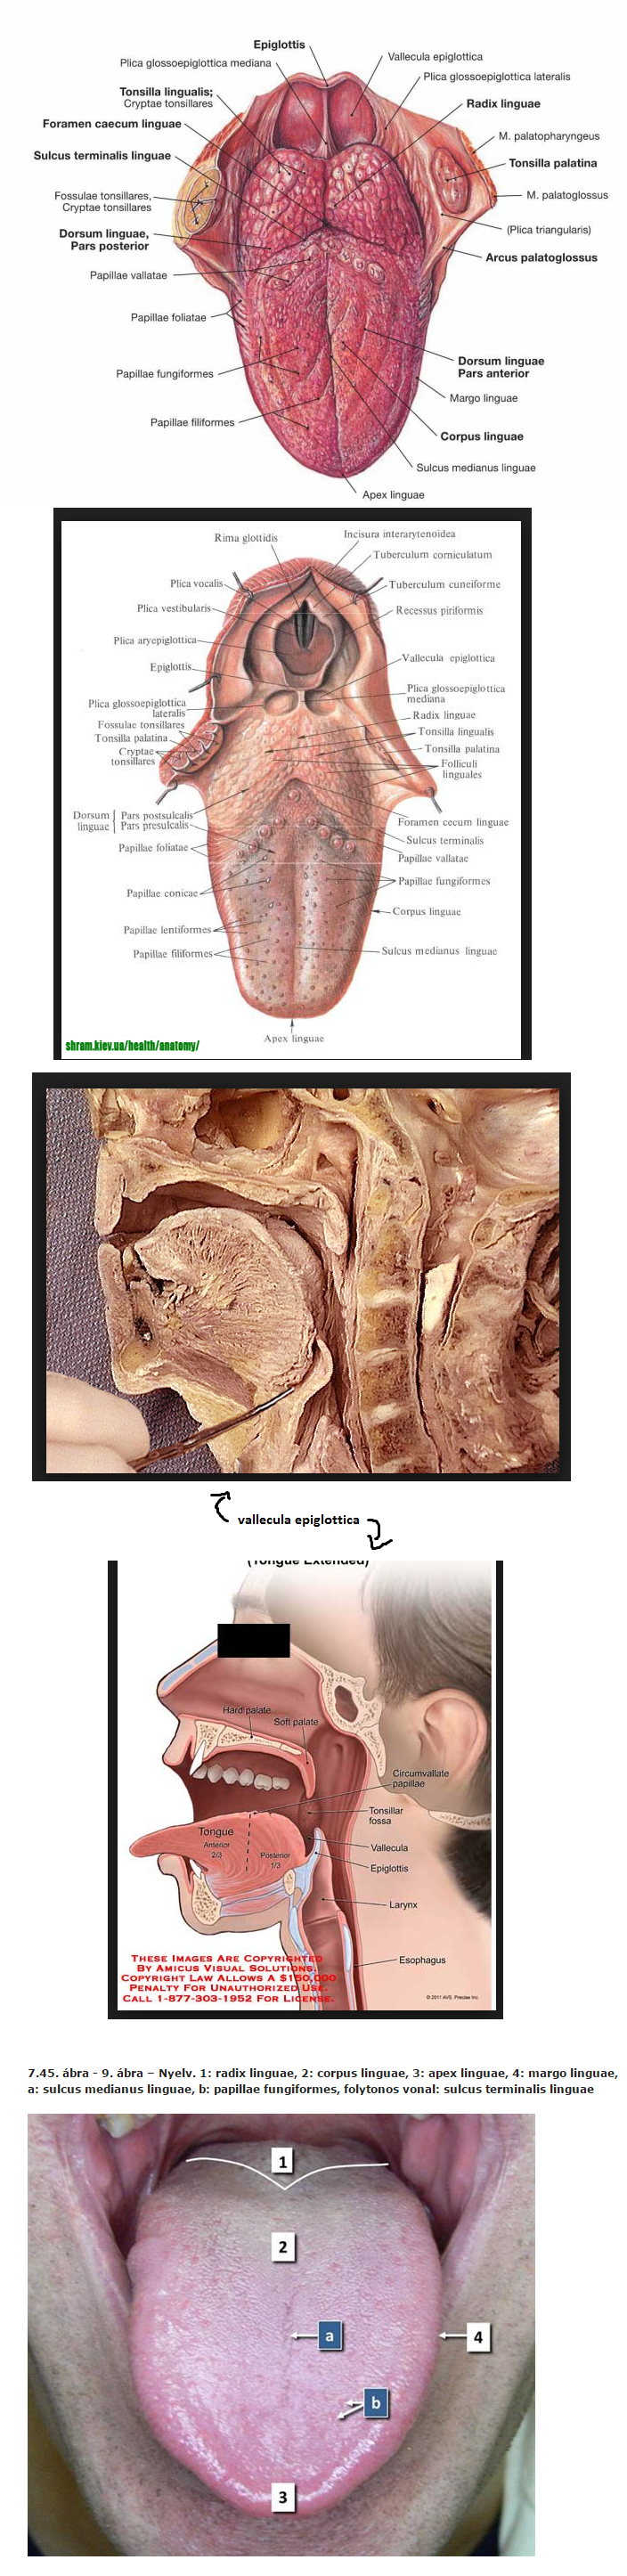 Epiglottis
Vallecula epiglottica
Plica glossoepiglottica mediana
Plica glossoepiglottica lateralis
Tonsilla lingualis;
Cryptae tonsillares
Radix linguae
Foramen caecum linguae
M. palatopharyngeus
Sulcus terminalis linguae
Tonsilla palatina
Fossulae tonsillares,
Cryptae tonsillares
M. palatoglossus
Dorsum linguae,
Pars posterior
(Plica triangularis)
Arcus palatoglossus
Papillae vallatae
Papillae foliatae
Dorsum linguae
Pars anterior
Papillae fungiformes
Margo linguae
Papillae filiformes
Corpus linguae
Sulcus medianus linguae
Apex linguae
Rima glottidis
Incisura interarytenoidea
Tuberculum corniculatum
Plica vocalis
Tuberculum cuneiforme
Plica vestibularis
Recessus piriformis
Plica aryepiglottica
Epiglottis
Vallecula epiglottica
Plica glossoepiglottica
lateralis
Plica glossoepiglottica
mediana
Fossulae tonsillares
Radix linguae
Tonsilla palatina
Tonsilla lingualis
Cryptae
tonsillares
Tonsilla palatina
Folliculi
linguales
Dorsum
linguae
Pars postsulcalis
Pars presulcalis
Foramen cecum linguae
Sulcus terminalis
Papillae foliatae
Papillae vallatae
Papillae conicae
Papillae fungiformes
Corpus linguae
Papillae lentiformes
Papillae filiformes
Sulcus medianus linguae
Apex linguae
shram.kiev.ua/health/anatomy/
vallecula epiglottica
(Tongue Extended)
Hard palate
Soft palate
Circumvallate
papillae
Tonsillar
fossa
Tongue
Anterior
2/3
Posterior
1/3
Vallecula
Epiglottis
Larynx
Esophagus
THESE IMAGES ARE COPYRIGHTED
BY AMICUS VISUAL SOLUTIONS.
COPYRIGHT LAW ALLOWS A $150,000
PENALTY FOR UNAUTHORIZED USE.
CALL 1-877-303-1952 FOR LICENSE.
© 2011 AVS. Precise Inc.
7.45. ábra - 9. ábra – Nyelv. 1: radix linguae, 2: corpus linguae, 3: apex linguae, 4: margo linguae,
a: sulcus medianus linguae, b: papillae fungiformes, folytonos vonal: sulcus terminalis linguae
1
2
a
4
b
3